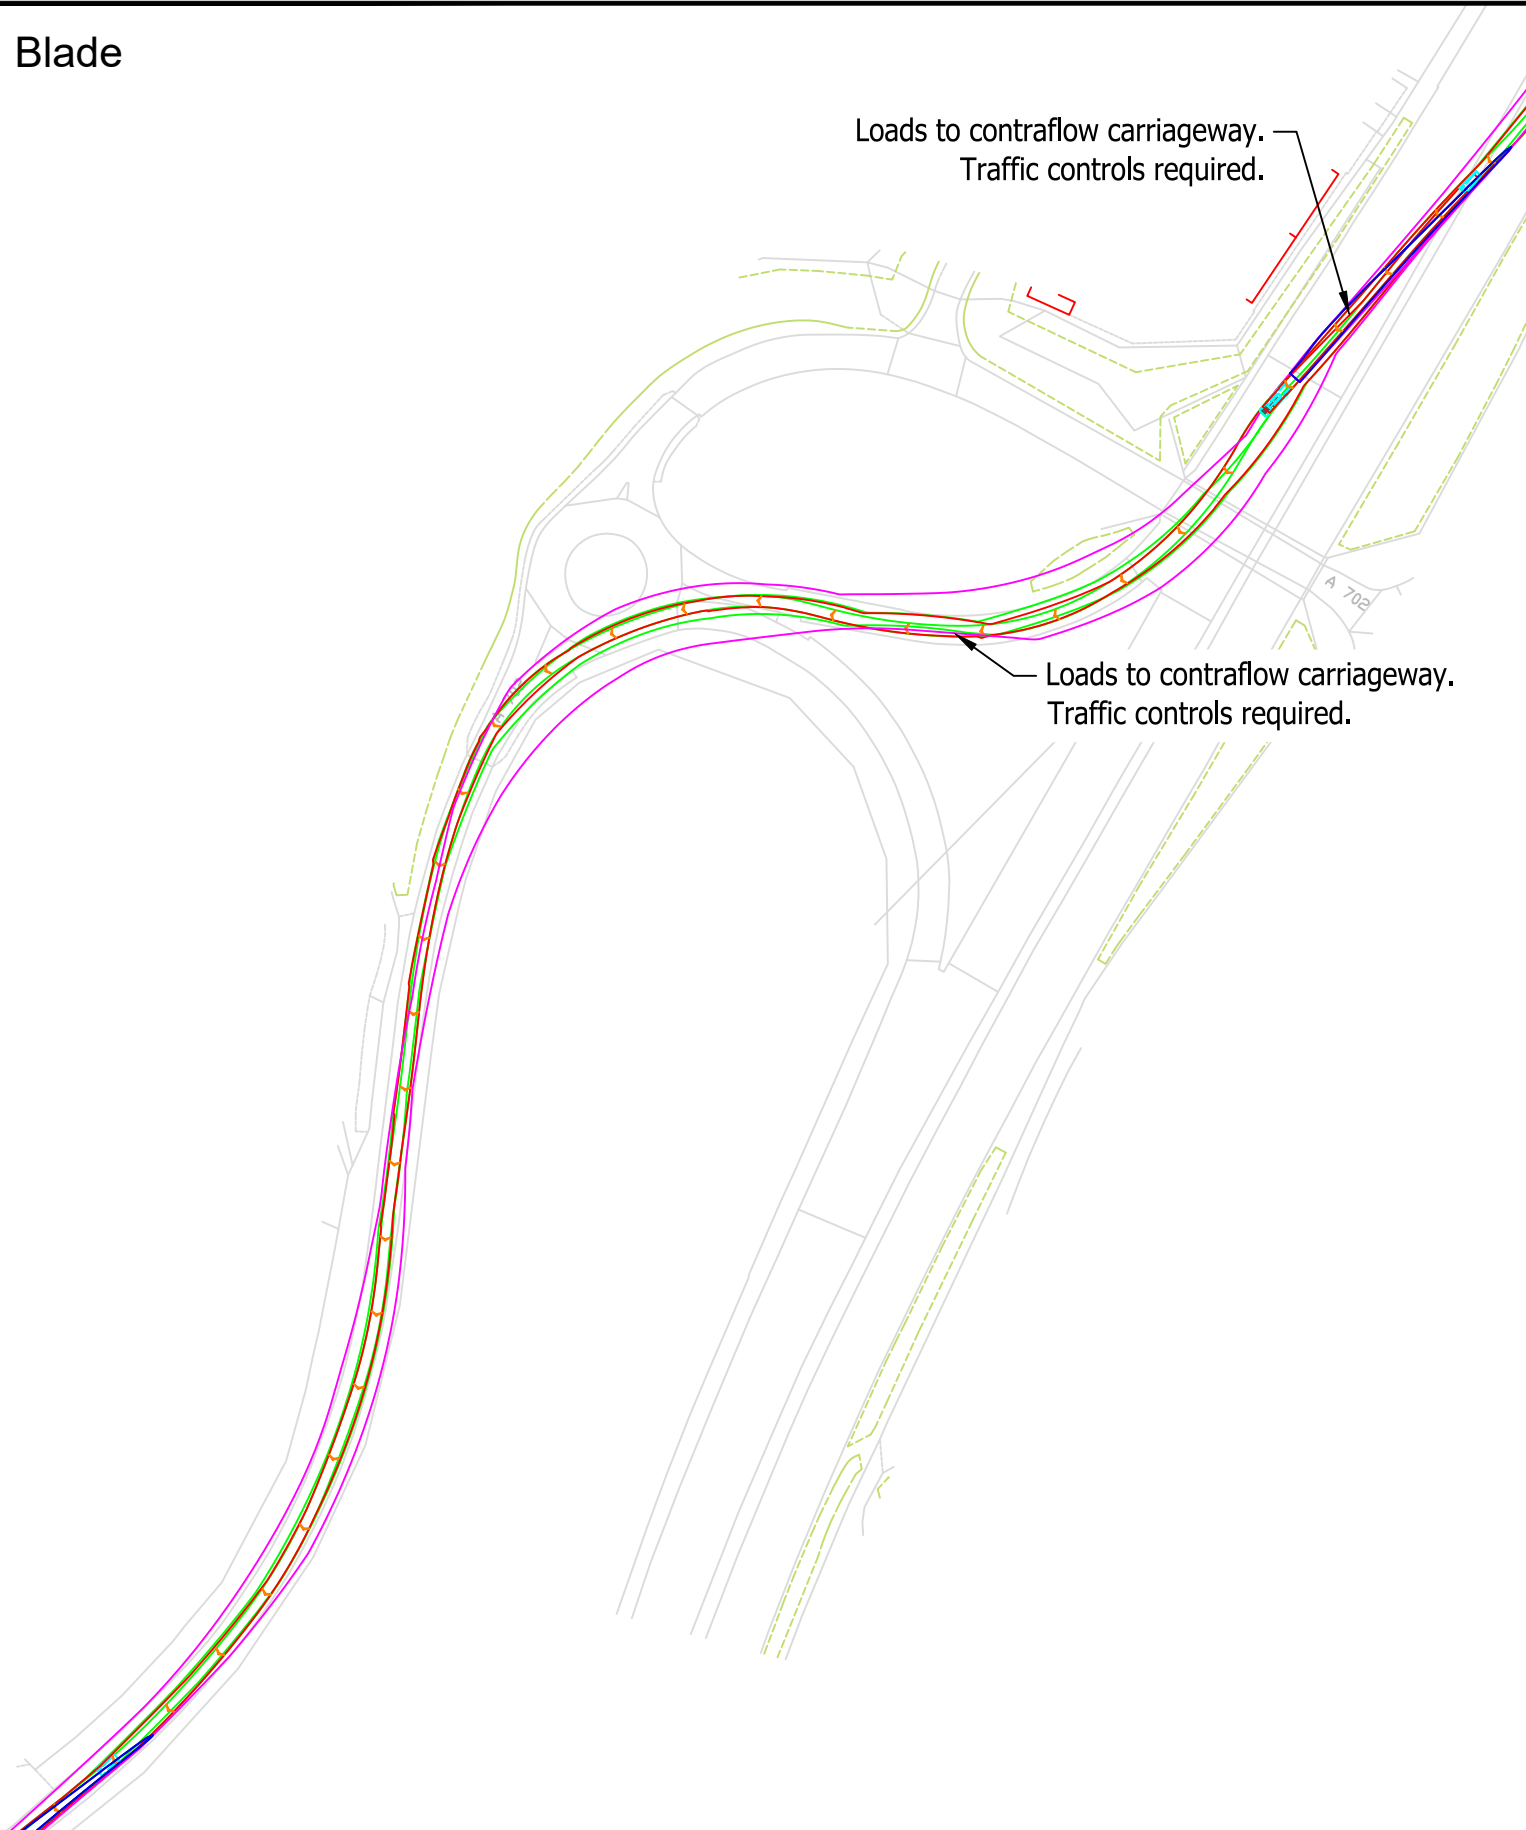 Blade
Loads to contraflow carriageway.
Traffic controls required.
A 702
Loads to contraflow carriageway.
Traffic controls required.